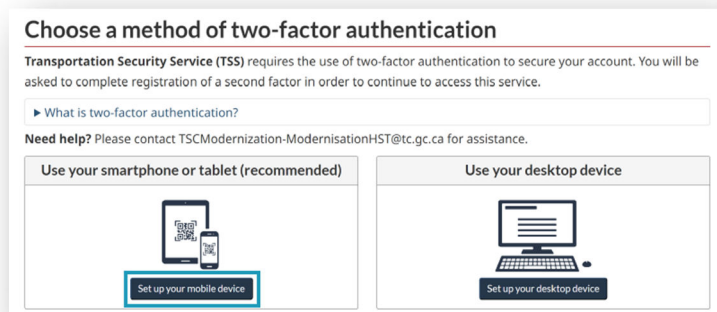 Choose a method of two-factor authentication
Transportation Security Service (TSS) requires the use of two-factor authentication to secure your account. You will be
asked to complete registration of a second factor in order to continue to access this service.
▶ What is two-factor authentication?
Need help? Please contact TSCModernization-ModernisationHST@tc.gc.ca for assistance.
Use your smartphone or tablet (recommended)
Set up your mobile device
Use your desktop device
Set up your desktop device